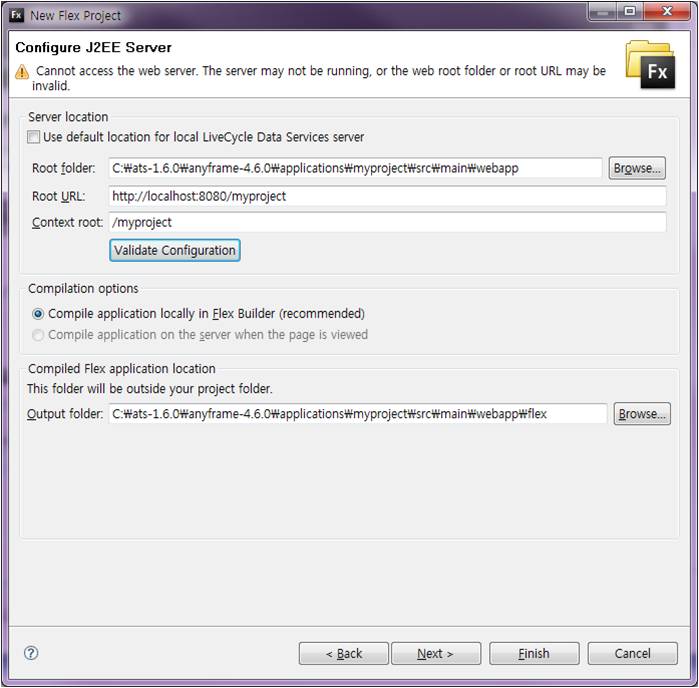 Fx New Flex Project
Configure J2EE Server
Cannot access the web server. The server may not be running, or the web root folder or root URL may be
invalid.
Fx
Server location
Use default location for local LiveCycle Data Services server
Root folder: C:₩ats-1.6.0₩anyframe-4.6.0₩applications₩myproject₩src₩main₩webapp Browse...
Root URL: http://localhost:8080/myproject
Context root: /myproject
Validate Configuration
Compilation options
Compile application locally in Flex Builder (recommended)
Compile application on the server when the page is viewed
Compiled Flex application location
This folder will be outside your project folder.
Output folder: C:₩ats-1.6.0₩anyframe-4.6.0₩applications₩myproject₩src₩main₩webapp₩flex Browse...
? < Back Next > Finish Cancel